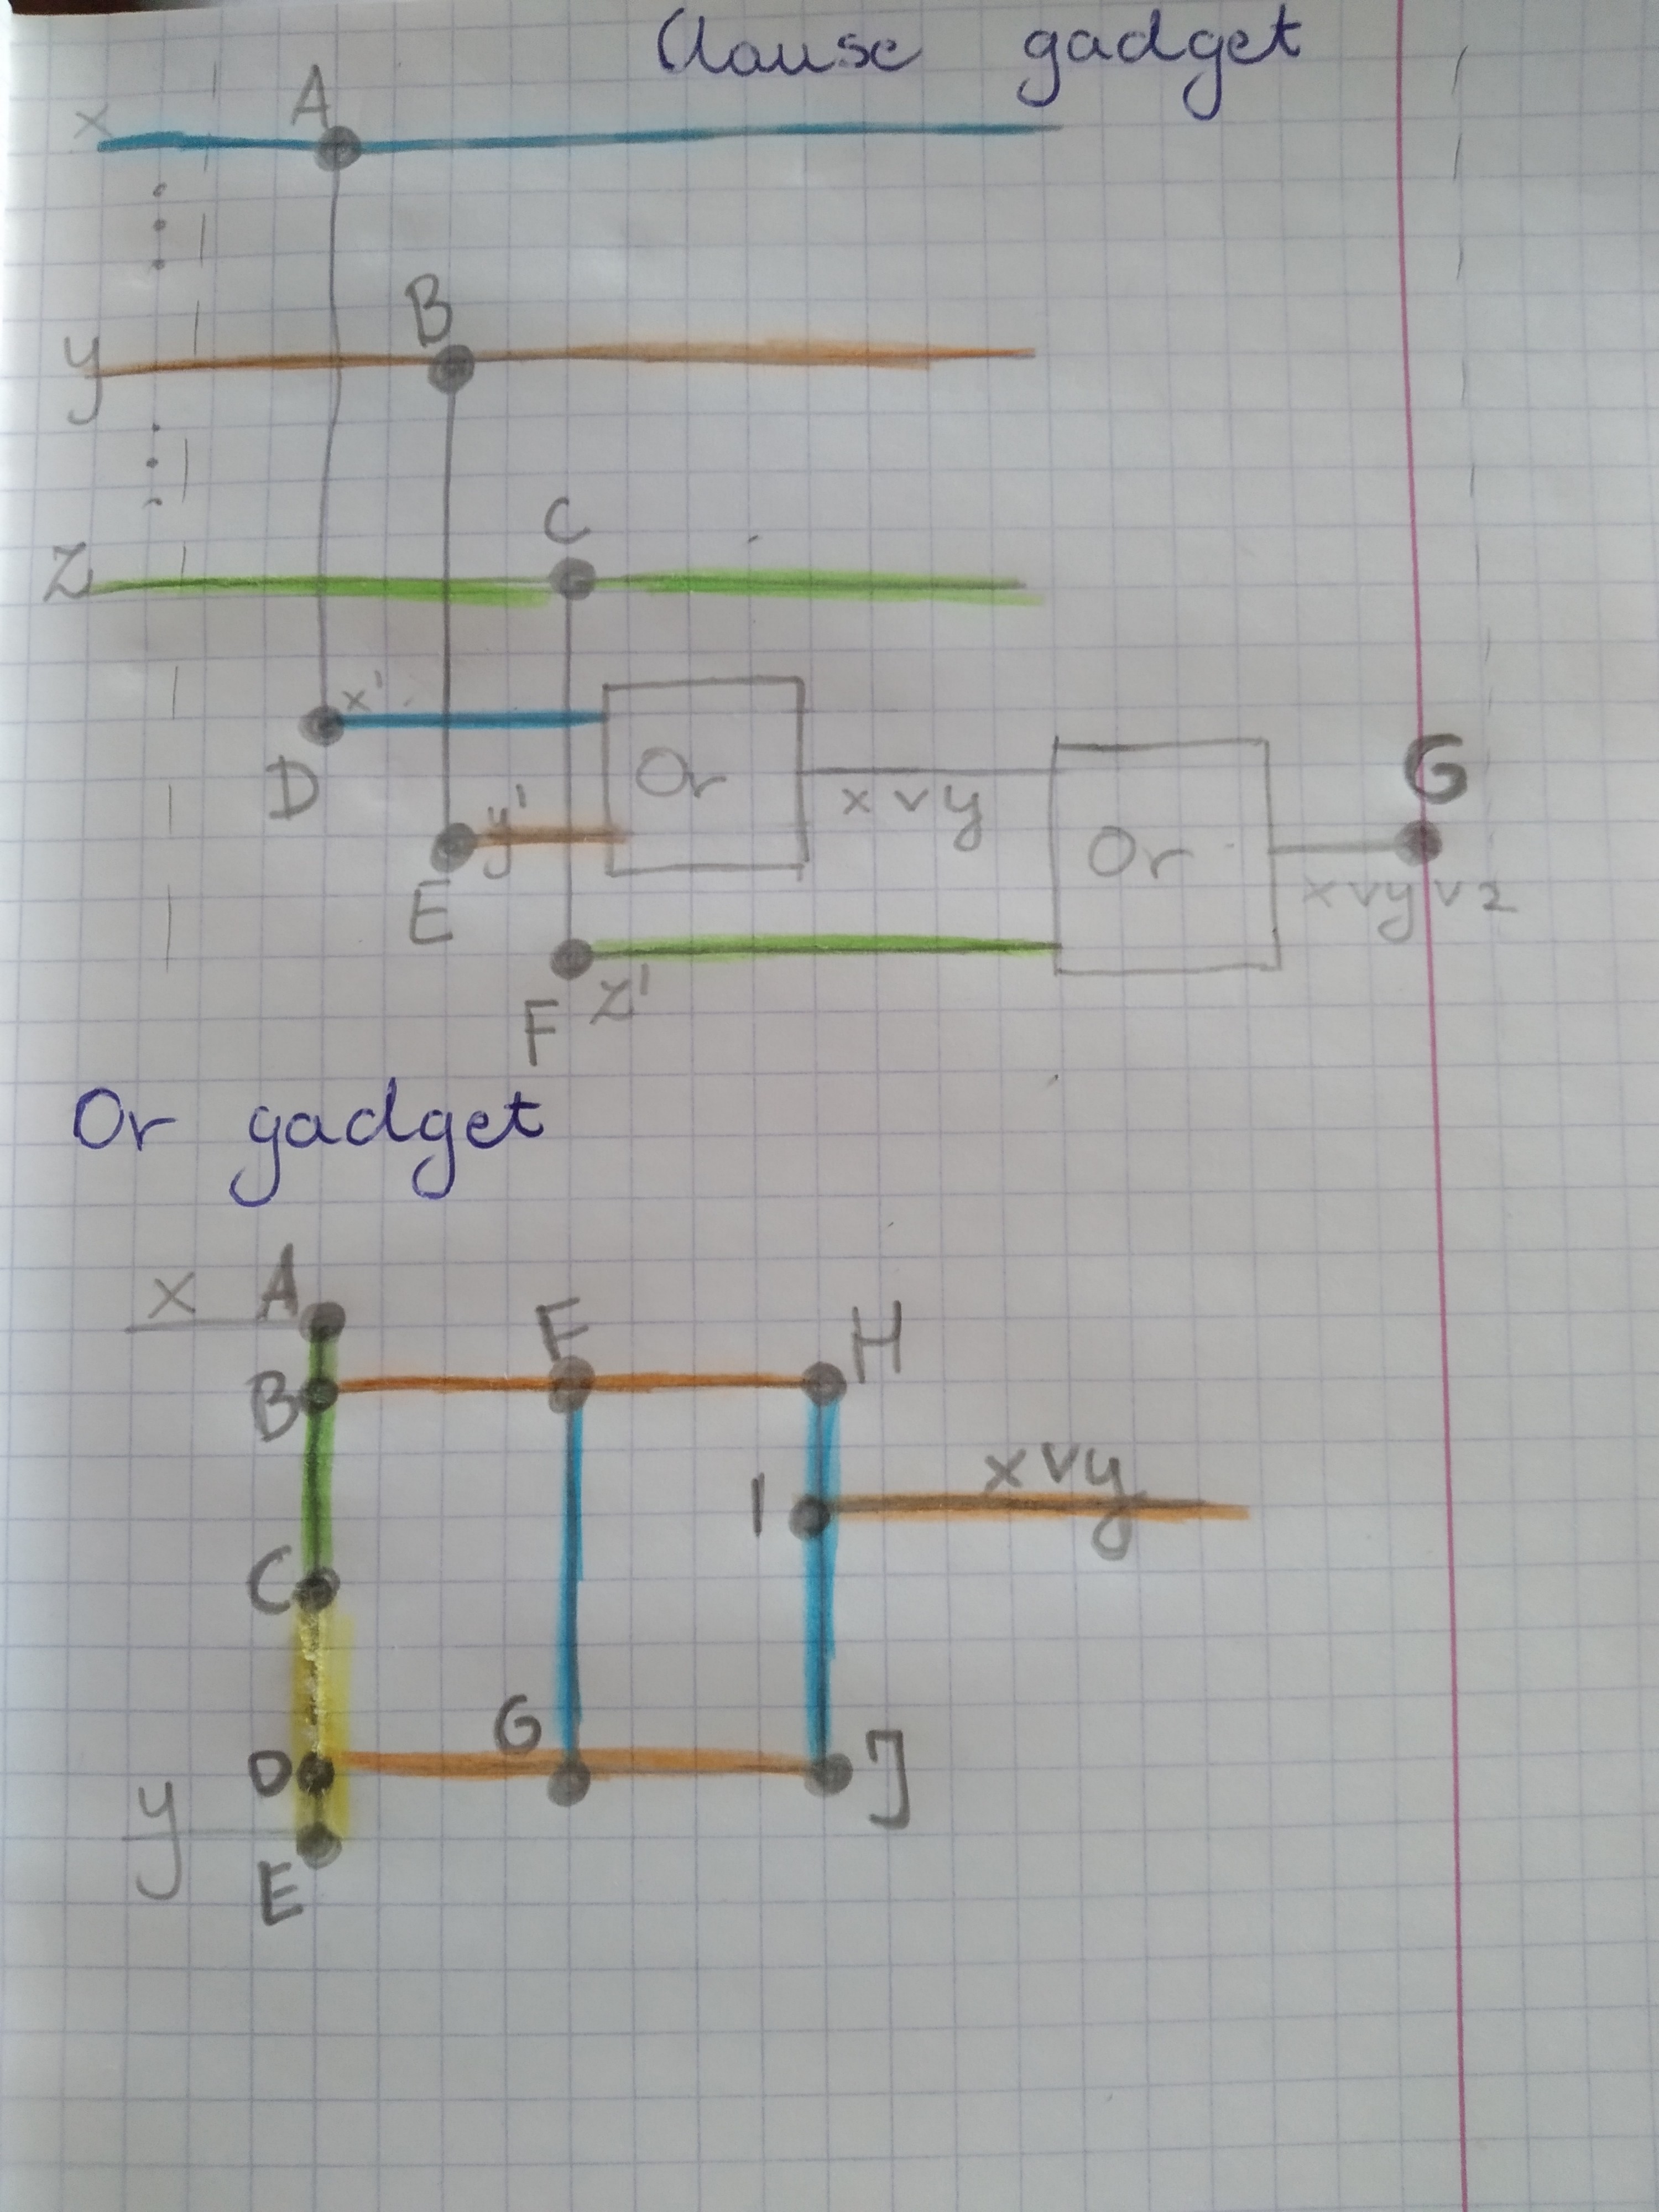 Clause gadget
x A
B
y
C
z
x'
D
Or
G
x v y
y'
Or
E
x v y v z
F z'
Or gadget
x A
F H
B
x v y
I
C
G
D J
y
E